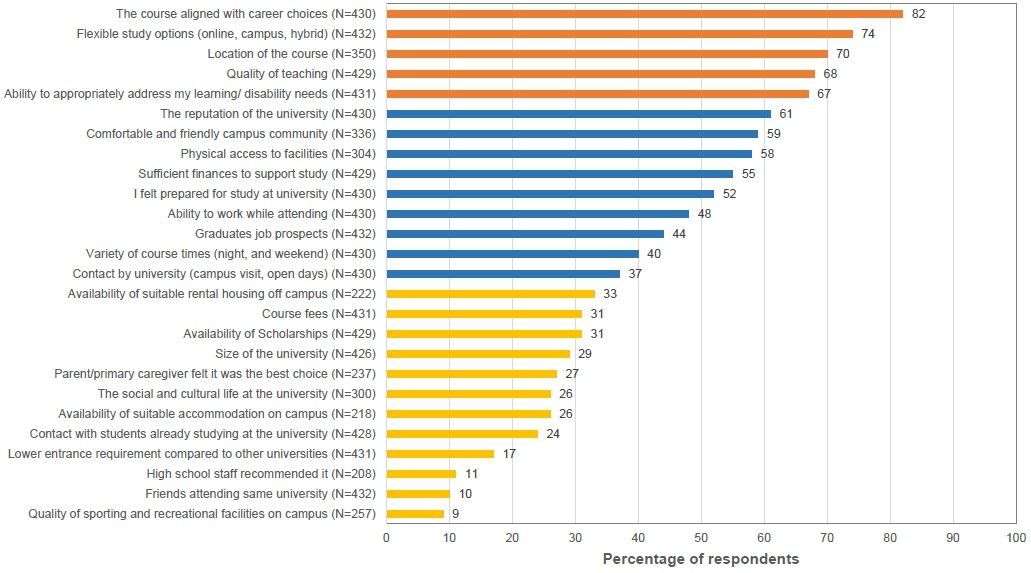 The course aligned with career choices (N=430) 82
Flexible study options (online, campus, hybrid) (N=432) 74
Location of the course (N=350) 70
Quality of teaching (N=429) 68
Ability to appropriately address my learning/ disability needs (N=431) 67
The reputation of the university (N=430) 61
Comfortable and friendly campus community (N=336) 59
Physical access to facilities (N=304) 58
Sufficient finances to support study (N=429) 55
I felt prepared for study at university (N=430) 52
Ability to work while attending (N=430) 48
Graduates job prospects (N=432) 44
Variety of course times (night, and weekend) (N=430) 40
Contact by university (campus visit, open days) (N=430) 37
Availability of suitable rental housing off campus (N=222) 33
Course fees (N=431) 31
Availability of Scholarships (N=429) 31
Size of the university (N=426) 29
Parent/primary caregiver felt it was the best choice (N=237) 27
The social and cultural life at the university (N=300) 26
Availability of suitable accommodation on campus (N=218) 26
Contact with students already studying at the university (N=428) 24
Lower entrance requirement compared to other universities (N=431) 17
High school staff recommended it (N=208) 11
Friends attending same university (N=432) 10
Quality of sporting and recreational facilities on campus (N=257) 9
0 10 20 30 40 50 60 70 80 90 100
Percentage of respondents